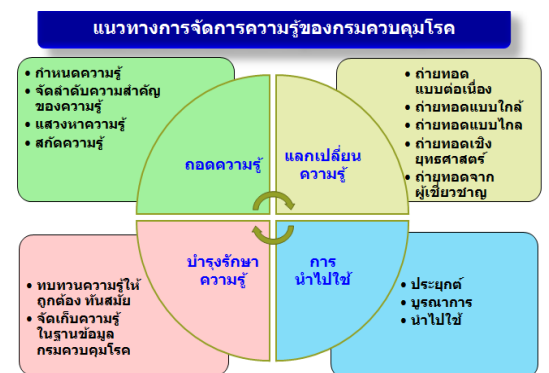 แนวทางการจัดการความรู้ของกรมควบคุมโรค
• กำหนดความรู้
• จัดลำดับความสำคัญ
ของความรู้
• แสวงหาความรู้
• สกัดความรู้
ถอดความรู้
• ถ่ายทอด
แบบต่อเนื่อง
• ถ่ายทอดแบบใกล้
• ถ่ายทอดแบบไกล
• ถ่ายทอดเชิง
ยุทธศาสตร์
• ถ่ายทอดจาก
ผู้เชี่ยวชาญ
แลกเปลี่ยน
ความรู้
บำรุงรักษา
ความรู้
• ทบทวนความรู้ให้
ถูกต้อง ทันสมัย
• จัดเก็บความรู้
ในฐานข้อมูล
กรมควบคุมโรค
การ
นำไปใช้
• ประยุกต์
• บูรณาการ
• นำไปใช้